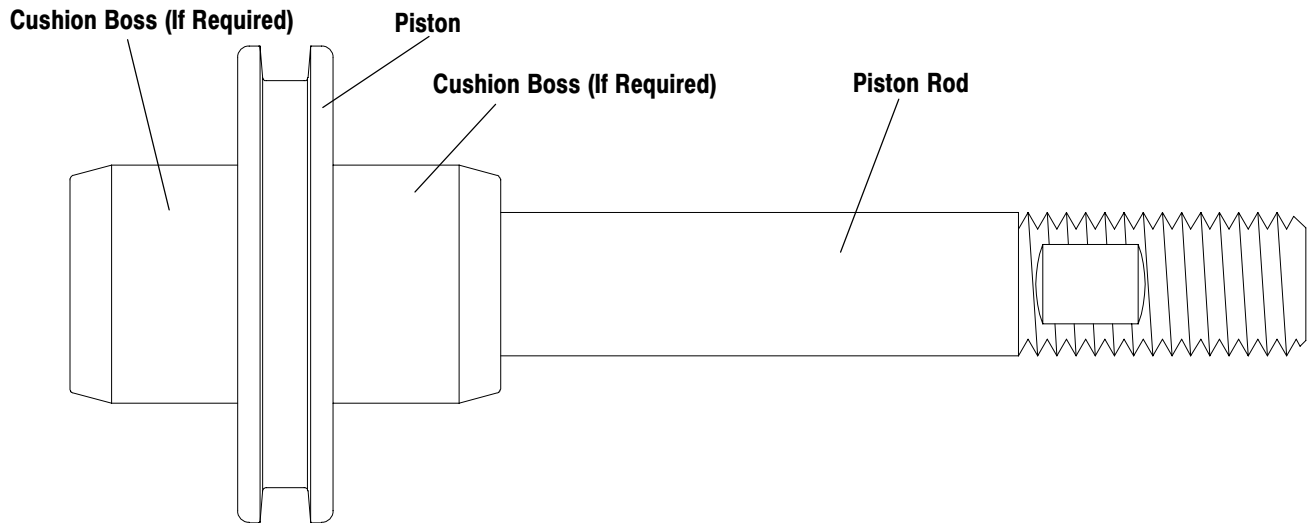 Cushion Boss (If Required)
Piston
Cushion Boss (If Required)
Piston Rod